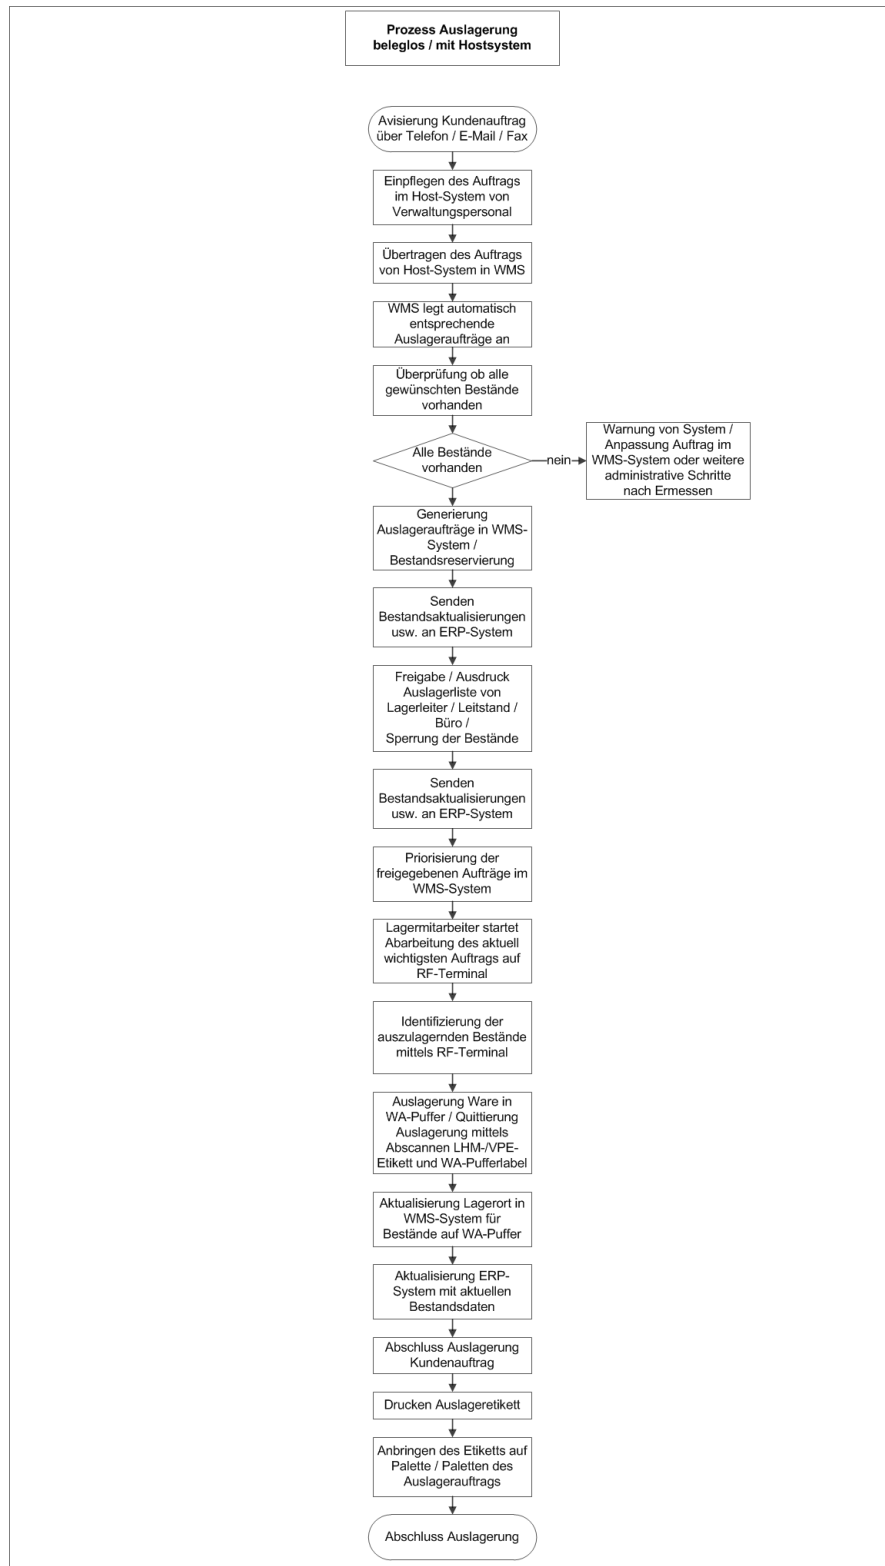 Prozess Auslagerung
beleglos / mit Hostsystem
Avisierung Kundenauftrag
über Telefon / E-Mail / Fax
Einpflegen des Auftrags
im Host-System von
Verwaltungspersonal
Übertragen des Auftrags
von Host-System in WMS
WMS legt automatisch
entsprechende
Auslageraufträge an
Überprüfung ob alle
gewünschten Bestände
vorhanden
Alle Bestände
vorhanden
nein
Warnung von System /
Anpassung Auftrag im
WMS-System oder weitere
administrative Schritte
nach Ermessen
Generierung
Auslageraufträge in WMS-
System /
Bestandsreservierung
Senden
Bestandsaktualisierungen
usw. an ERP-System
Freigabe / Ausdruck
Auslagerliste von
Lagerleiter / Leitstand /
Büro /
Sperrung der Bestände
Senden
Bestandsaktualisierungen
usw. an ERP-System
Priorisierung der
freigegebenen Aufträge im
WMS-System
Lagermitarbeiter startet
Abarbeitung des aktuell
wichtigsten Auftrags auf
RF-Terminal
Identifizierung der
auszulagernden Bestände
mittels RF-Terminal
Auslagerung Ware in
WA-Puffer / Quittierung
Auslagerung mittels
Abscannen LHM-/VPE-
Etikett und WA-Pufferlabel
Aktualisierung Lagerort in
WMS-System für
Bestände auf WA-Puffer
Aktualisierung ERP-
System mit aktuellen
Bestandsdaten
Abschluss Auslagerung
Kundenauftrag
Drucken Auslageretikett
Anbringen des Etiketts auf
Palette / Paletten des
Auslagerauftrags
Abschluss Auslagerung